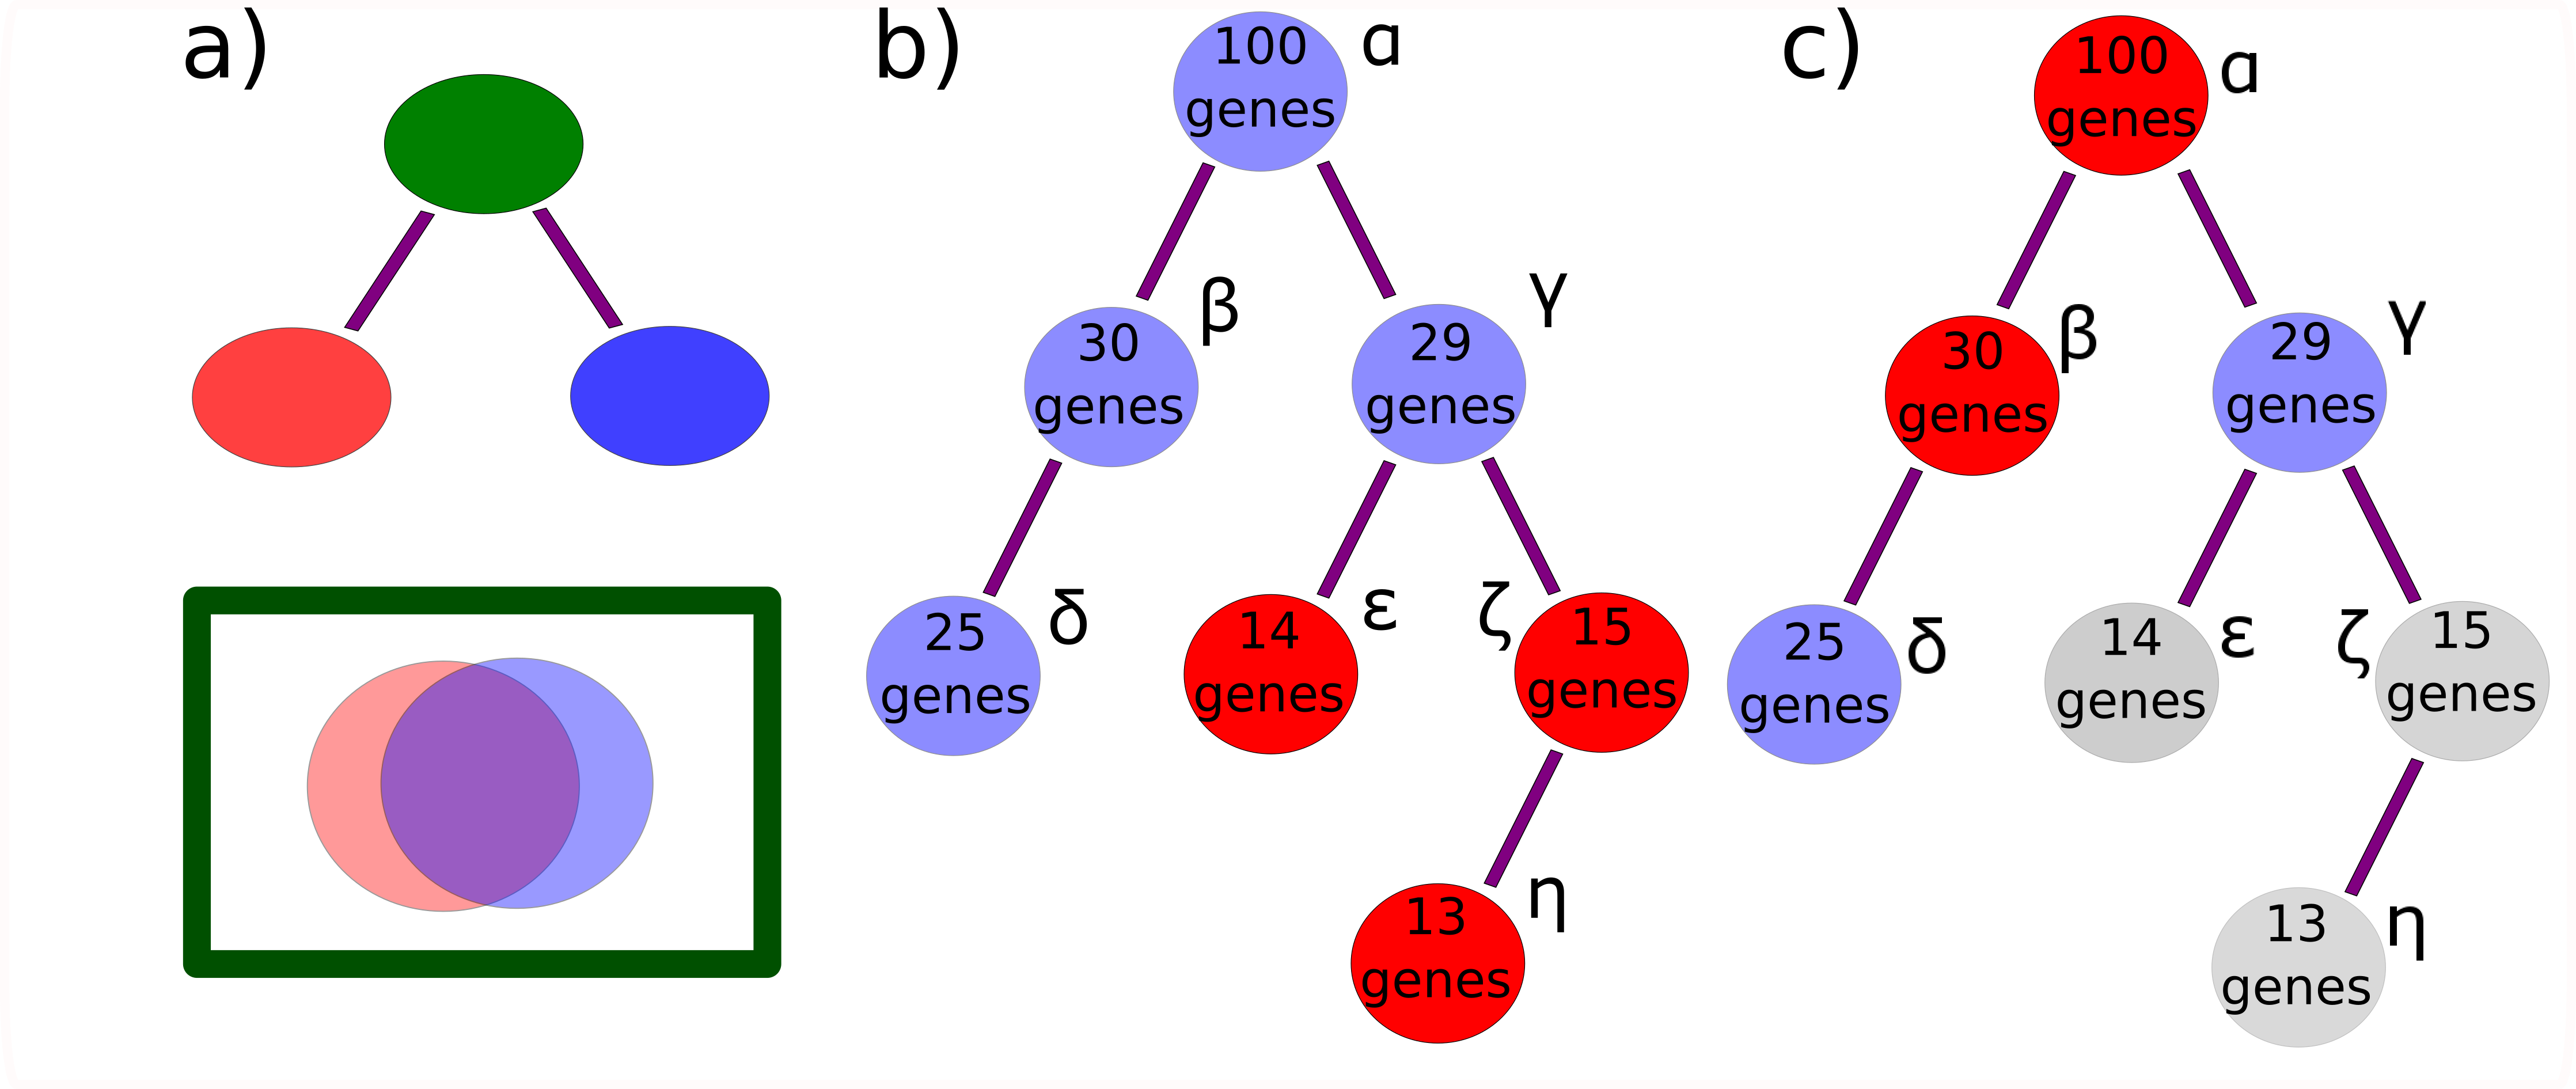 a)
b)
100
genes
ɑ
30
genes
β
29
genes
γ
25
genes
δ
14
genes
ε
ζ
15
genes
13
genes
η
c)
100
genes
ɑ
30
genes
β
29
genes
γ
25
genes
δ
14
genes
ε
ζ
15
genes
13
genes
η